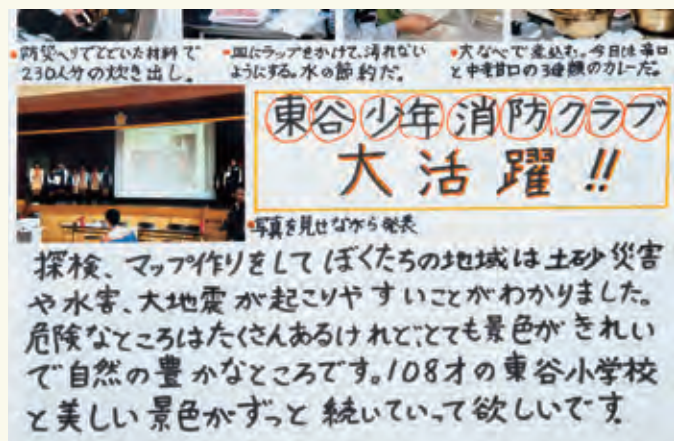 ・防災ヘリでとどいた材料で
230人分の炊き出し。
・皿にラップをかけて、汚れない
ようにする。水の節約だ。
・大なべで煮込む。今日は辛口
と中辛甘口の3種類のカレーだ。
東谷少年消防クラブ
大活躍!!
・写真を見せながら発表
探検、マップ作りをしてぼくたちの地域は土砂災害
や水害、大地震が起こりやすいことがわかりました。
危険なところはたくさんあるけれど、とても景色がきれい
で自然の豊かなところです。108才の東谷小学校
と美しい景色がずっと続いていって欲しいです。